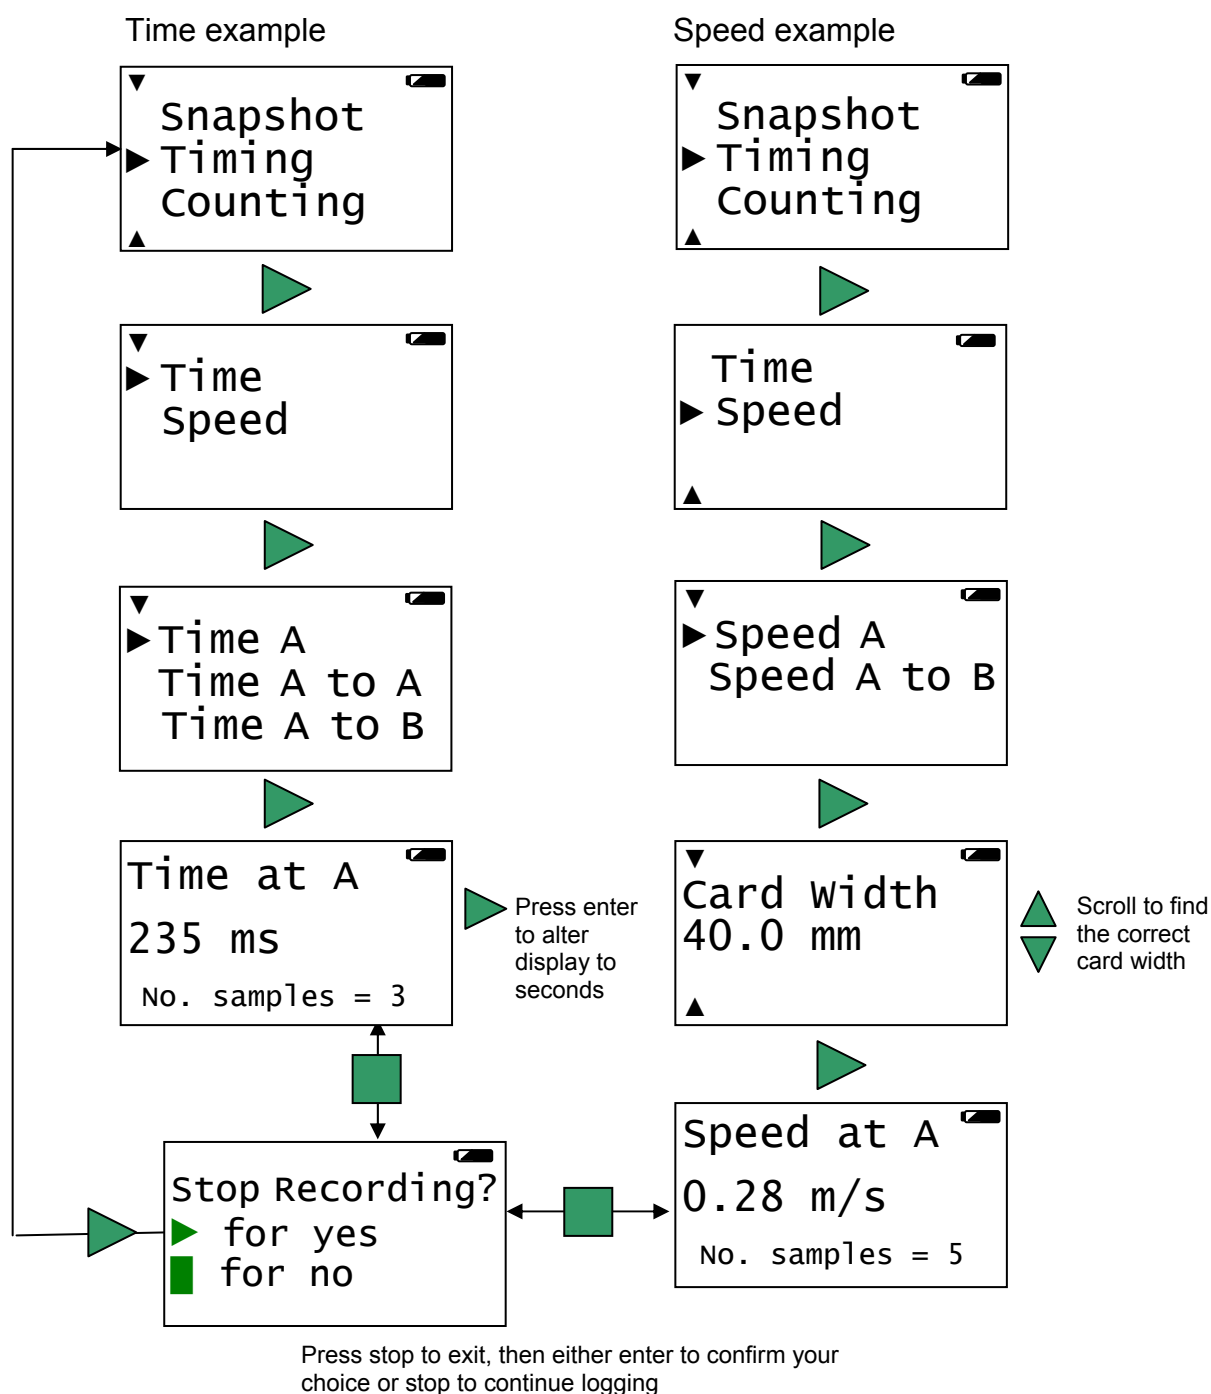 Time example
Snapshot
Timing
Counting
Time
Speed
Time A
Time A to A
Time A to B
Time at A
235 ms
No. samples = 3
Press enter
to alter
display to
seconds
Stop Recording?
for yes
for no
Speed example
Snapshot
Timing
Counting
Time
Speed
Speed A
Speed A to B
Card Width
40.0 mm
Scroll to find
the correct
card width
Speed at A
0.28 m/s
No. samples = 5
Press stop to exit, then either enter to confirm your
choice or stop to continue logging